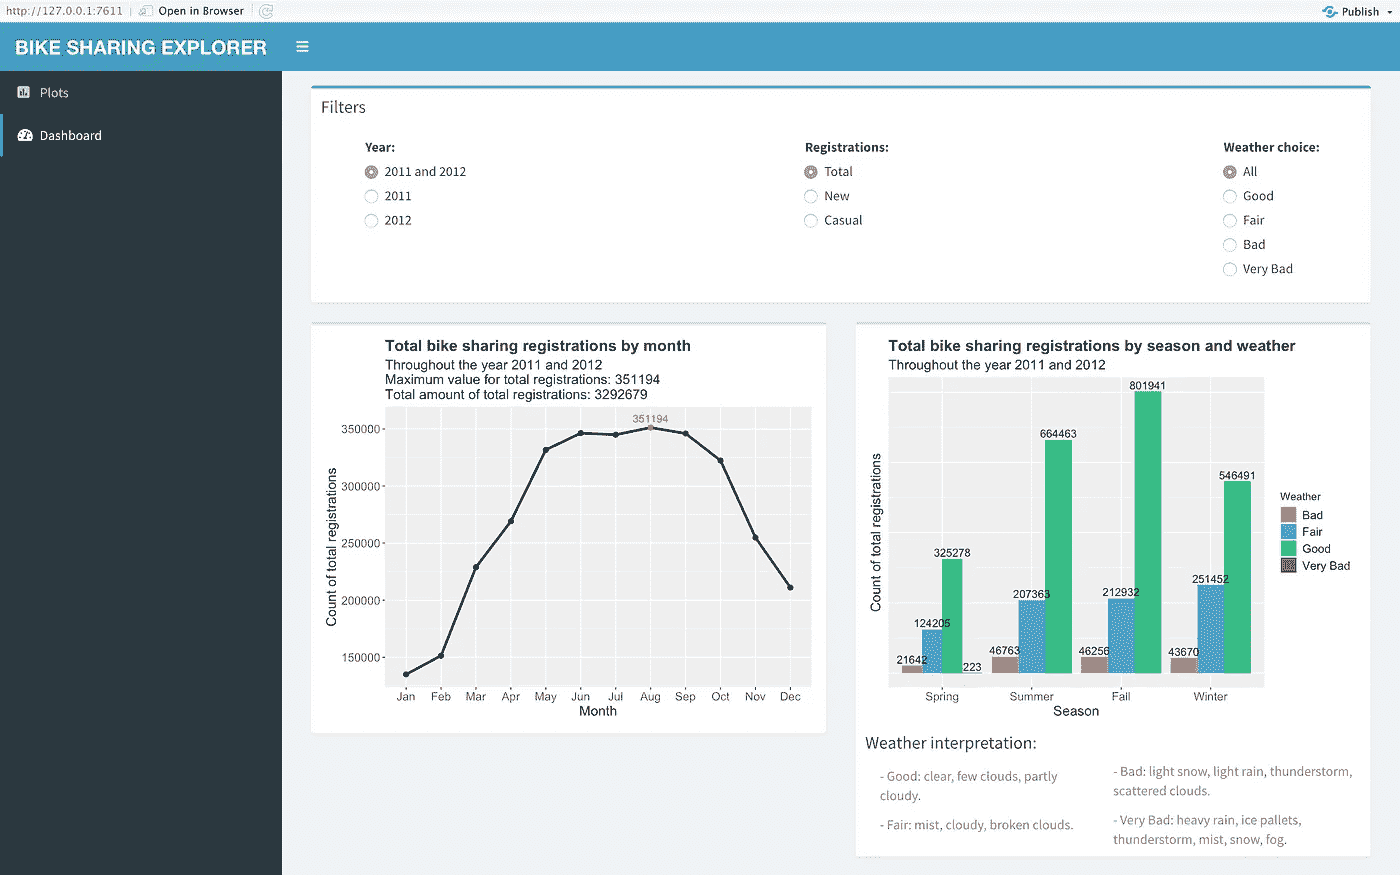 http://127.0.0.1:7611
Open in Browser
Publish
BIKE SHARING EXPLORER
Plots
Dashboard
Filters
Year:
2011 and 2012
2011
2012
Registrations:
Total
New
Casual
Weather choice:
All
Good
Fair
Bad
Very Bad
Total bike sharing registrations by month
Throughout the year 2011 and 2012
Maximum value for total registrations: 351194
Total amount of total registrations: 3292679
351194
350000
300000
250000
200000
150000
Count of total registrations
Jan Feb Mar Apr May Jun Jul Aug Sep Oct Nov Dec
Month
Total bike sharing registrations by season and weather
Throughout the year 2011 and 2012
801941
664463
546491
325278
251452
207363
212932
124205
21642
223
46763
46256
43670
Count of total registrations
Spring Summer Fall Winter
Season
Weather
Bad
Fair
Good
Very Bad
Weather interpretation:
- Good: clear, few clouds, partly
cloudy.
- Fair: mist, cloudy, broken clouds.
- Bad: light snow, light rain, thunderstorm,
scattered clouds.
- Very Bad: heavy rain, ice pallets,
thunderstorm, mist, snow, fog.